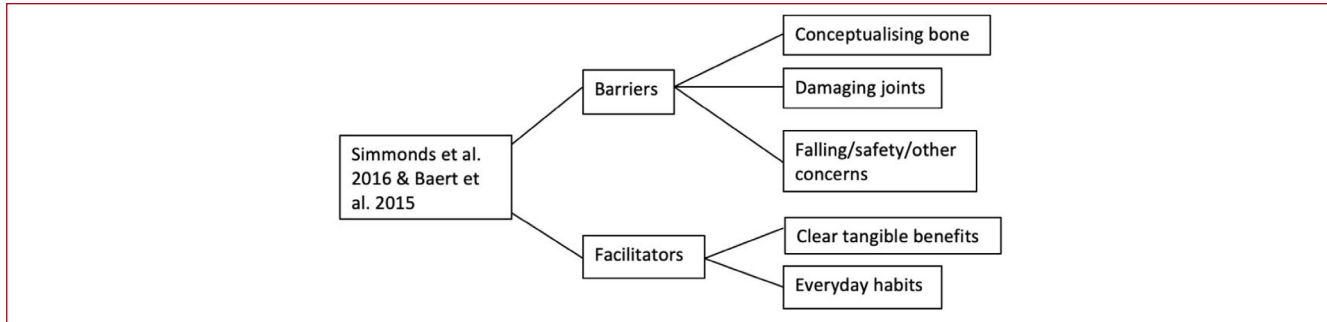 Simmonds et al.
2016 & Baert et
al. 2015
Barriers
Conceptualising bone
Damaging joints
Falling/safety/other
concerns
Facilitators
Clear tangible benefits
Everyday habits